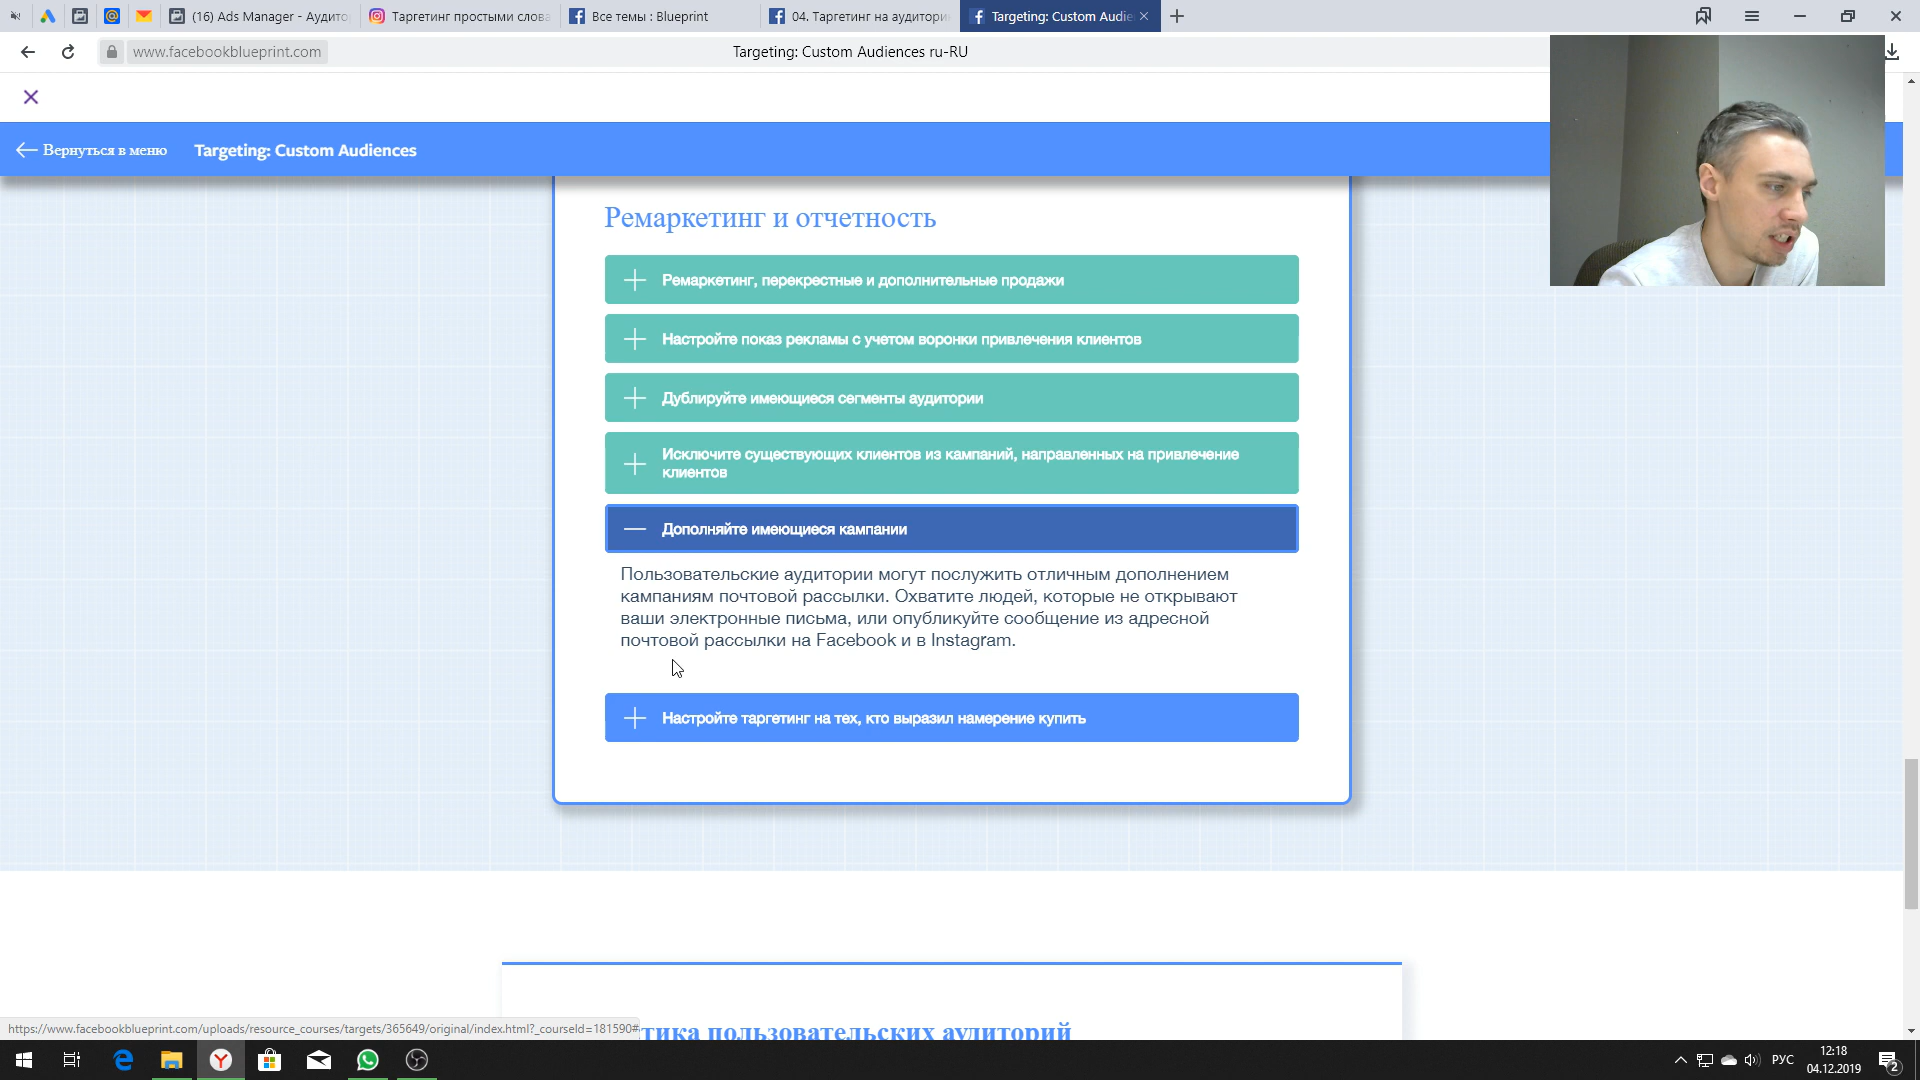 (16) Ads Manager - Аудито
Таргетинг простыми слова
Все темы : Blueprint
04. Таргетинг на аудитори
Targeting: Custom Audie
www.facebookblueprint.com
Targeting: Custom Audiences ru-RU
Вернуться в меню
Targeting: Custom Audiences
Ремаркетинг и отчетность
Ремаркетинг, перекрестные и дополнительные продажи
Настройте показ рекламы с учетом воронки привлечения клиентов
Дублируйте имеющиеся сегменты аудитории
Исключите существующих клиентов из кампаний, направленных на привлечение
клиентов
Дополняйте имеющиеся кампании
Пользовательские аудитории могут послужить отличным дополнением
кампаниям почтовой рассылки. Охватите людей, которые не открывают
ваши электронные письма, или опубликуйте сообщение из адресной
почтовой рассылки на Facebook и в Instagram.
Настройте таргетинг на тех, кто выразил намерение купить
https://www.facebookblueprint.com/uploads/resource_courses/targets/365649/original/index.html?_courseId=181590#
тика пользовательских аудиторий
РУС
12:18
04.12.2019
2